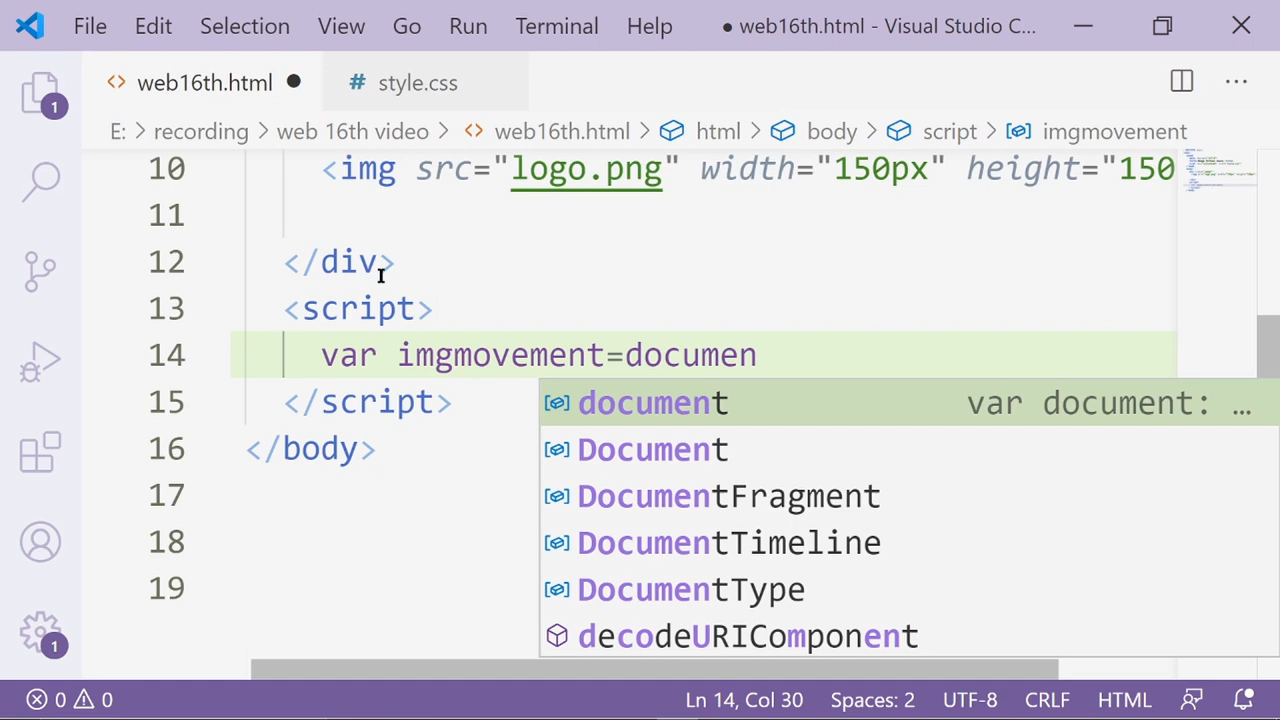 File Edit Selection View Go Run Terminal Help ● web16th.html - Visual Studio C...
<> web16th.html ● # style.css ...
E: > recording > web 16th video > <> web16th.html > html > body > script > imgmovement
10 <img src="logo.png" width="150px" height="150
11
12 </div>
13 <script>
14 var imgmovement=documen
15 </script>
16 </body>
17
18
19
document var document: ...
Document
DocumentFragment
DocumentTimeline
DocumentType
decodeURIComponent
1
1
0 0 Ln 14, Col 30 Spaces: 2 UTF-8 CRLF HTML